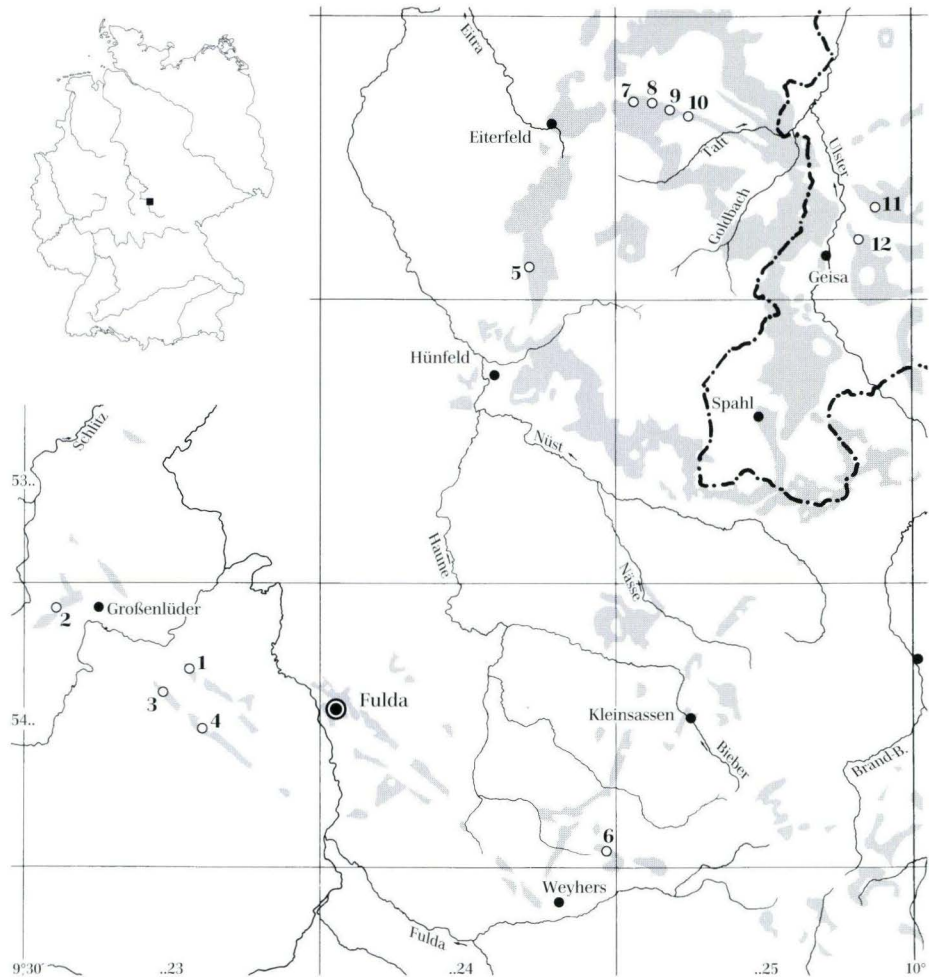 Eitra
7 8 9 10
Eiterfeld
Taft
Ulster
Goldbach
11
12
5
Geisa
Hünfeld
Spahl
Schlitz
Nüst
53..
Haune
Nässe
Großenlüder
2
1
3
Fulda
4
54..
Kleinsassen
Bieber
Brand-B.
6
Weyhers
Fulda
9°30 ..23 ..24 ..25 10°